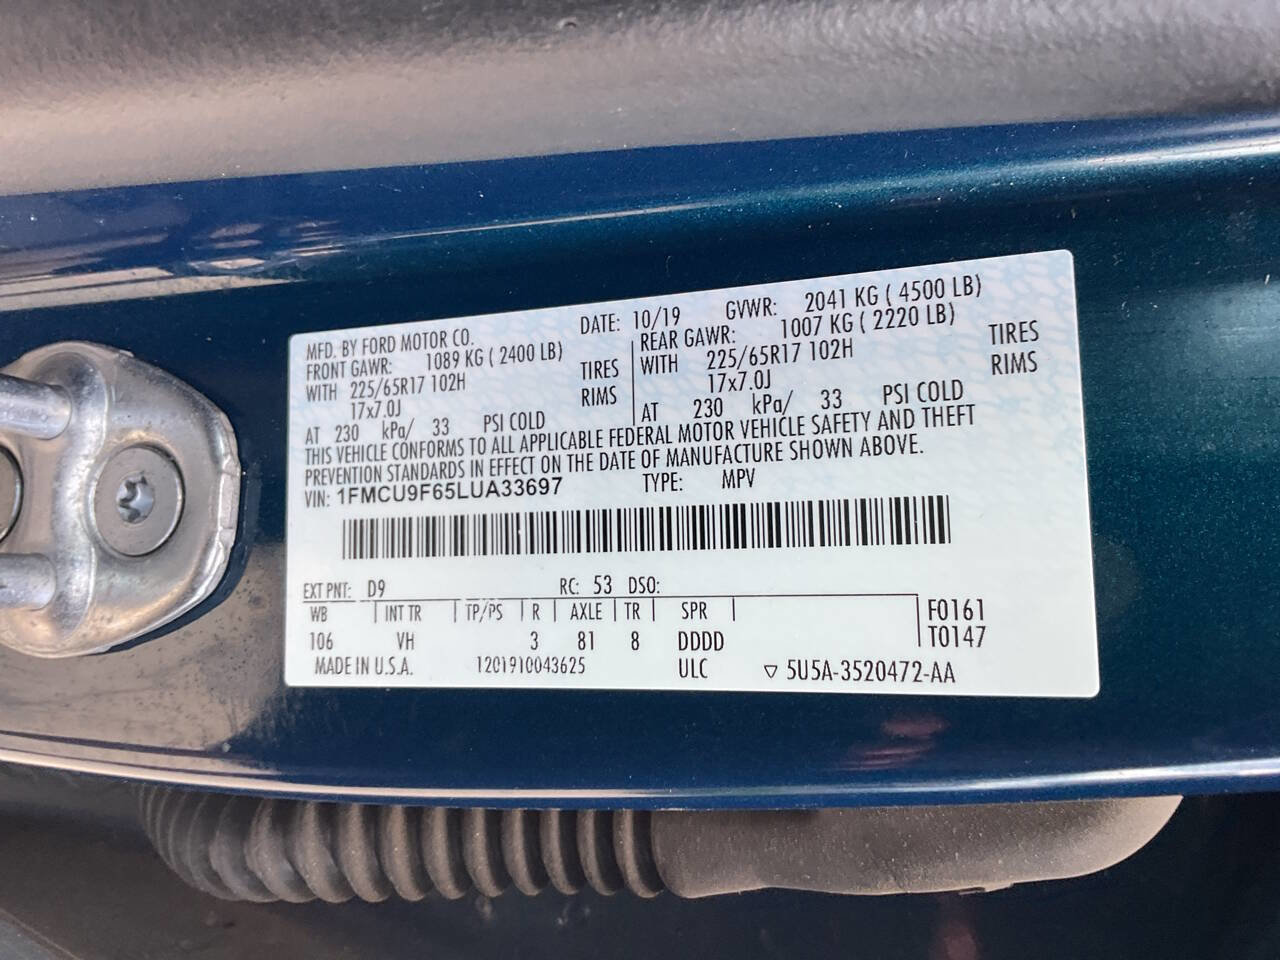 MFD. BY FORD MOTOR CO. DATE: 10/19 GVWR: 2041 KG ( 4500 LB)
FRONT GAWR: 1089 KG ( 2400 LB) REAR GAWR: 1007 KG ( 2220 LB)
WITH 225/65R17 102H TIRES WITH 225/65R17 102H TIRES
17x7.0J RIMS 17x7.0J RIMS
AT 230 kPa/ 33 PSI COLD AT 230 kPa/ 33 PSI COLD
THIS VEHICLE CONFORMS TO ALL APPLICABLE FEDERAL MOTOR VEHICLE SAFETY AND THEFT
PREVENTION STANDARDS IN EFFECT ON THE DATE OF MANUFACTURE SHOWN ABOVE.
VIN: 1FMCU9F65LUA33697 TYPE: MPV
EXT PNT: D9 RC: 53 DSO:
WB INT TR TP/PS R AXLE TR SPR F0161
106 VH 3 81 8 DDDD T0147
MADE IN U.S.A. 1201910043625 ULC ▽ 5U5A-3520472-AA